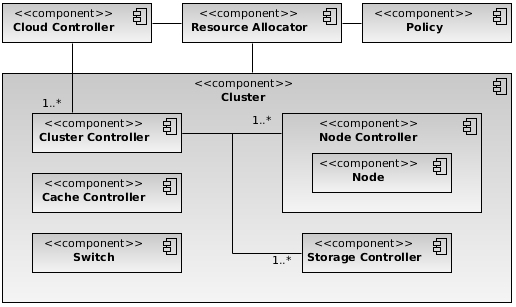 <<component>>
Cloud Controller
<<component>>
Resource Allocator
<<component>>
Policy
<<component>>
Cluster
1..*
<<component>>
Cluster Controller
1..*
<<component>>
Node Controller
<<component>>
Node
<<component>>
Cache Controller
<<component>>
Switch
1..*
<<component>>
Storage Controller